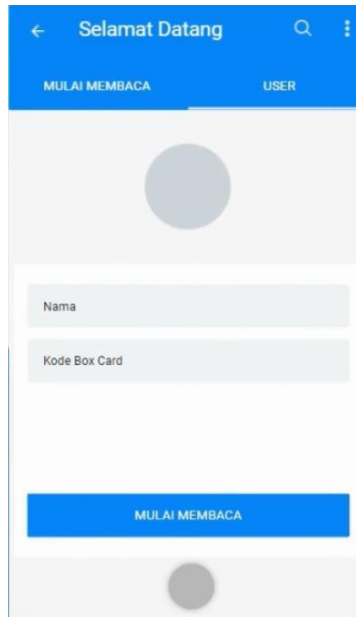 Selamat Datang
MULAI MEMBACA
USER
Nama
Kode Box Card
MULAI MEMBACA